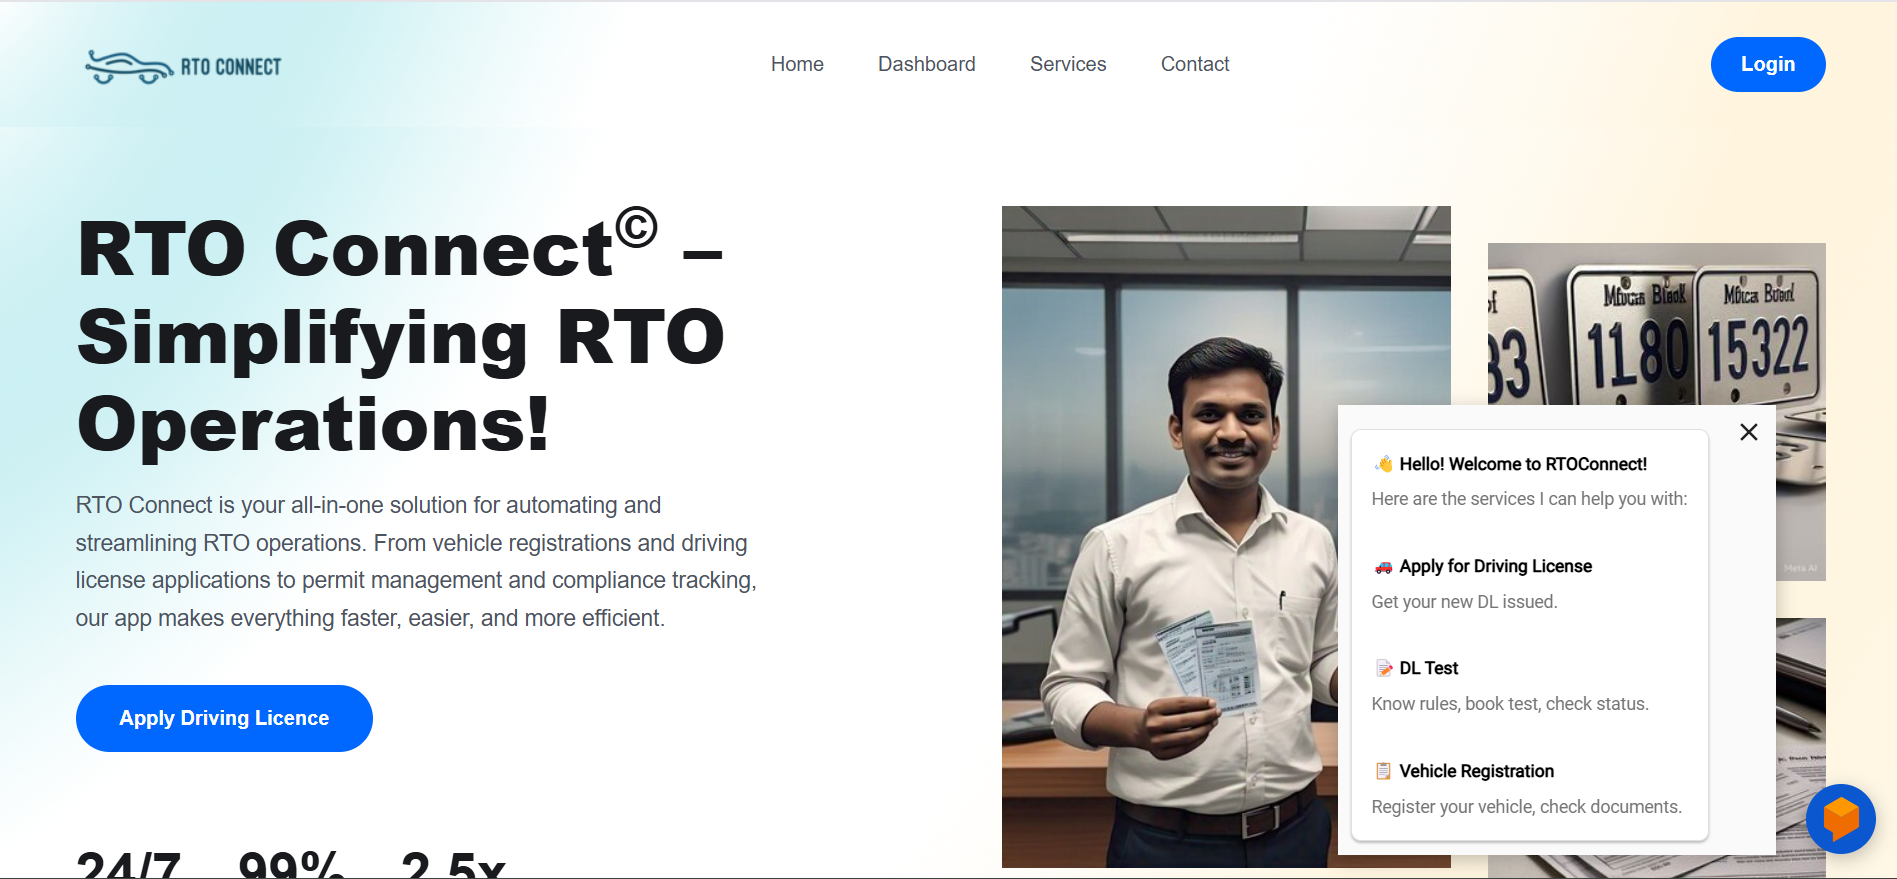 RTO CONNECT
Home
Dashboard
Services
Contact
Login
RTO Connect© –
Simplifying RTO
Operations!
RTO Connect is your all-in-one solution for automating and
streamlining RTO operations. From vehicle registrations and driving
license applications to permit management and compliance tracking,
our app makes everything faster, easier, and more efficient.
Apply Driving Licence
24/7
99%
2.5x
1180
15322
👋 Hello! Welcome to RTOConnect!
Here are the services I can help you with:
🚗 Apply for Driving License
Get your new DL issued.
📝 DL Test
Know rules, book test, check status.
📋 Vehicle Registration
Register your vehicle, check documents.
Meta AI